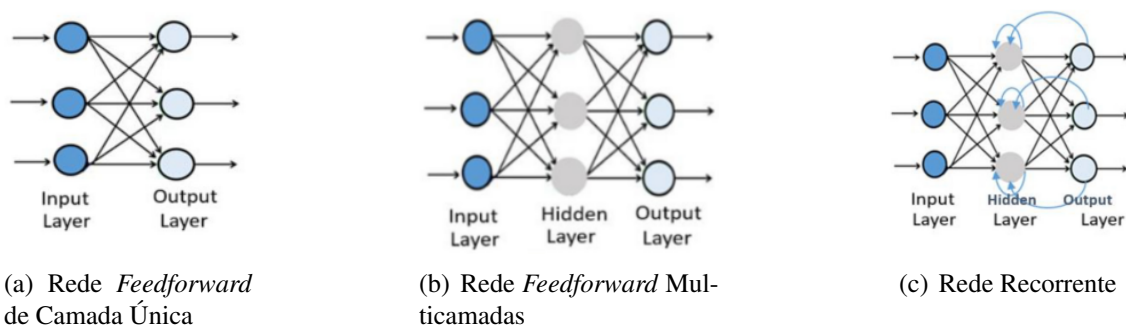 Input
Layer
Output
Layer
(a) Rede Feedforward
de Camada Única
Input
Layer
Hidden
Layer
Output
Layer
(b) Rede Feedforward Mul-
ticamadas
Input
Layer
Hidden
Layer
Output
Layer
(c) Rede Recorrente